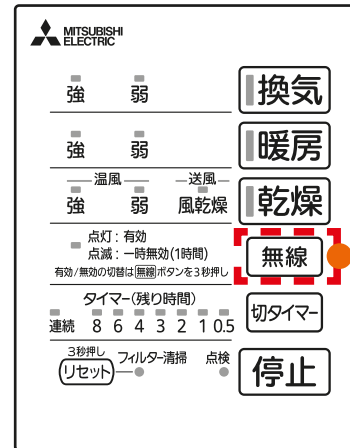 MITSUBISHI
ELECTRIC
強 弱 換気
強 弱 暖房
温風 送風
強 弱 風乾燥 乾燥
点灯：有効
点滅：一時無効(1時間)
有効/無効の切替は無線ボタンを3秒押し
無線
タイマー(残り時間)
連続 8 6 4 3 2 1 0.5
切タイマー
3秒押し
リセット フィルター清掃 点検
停止